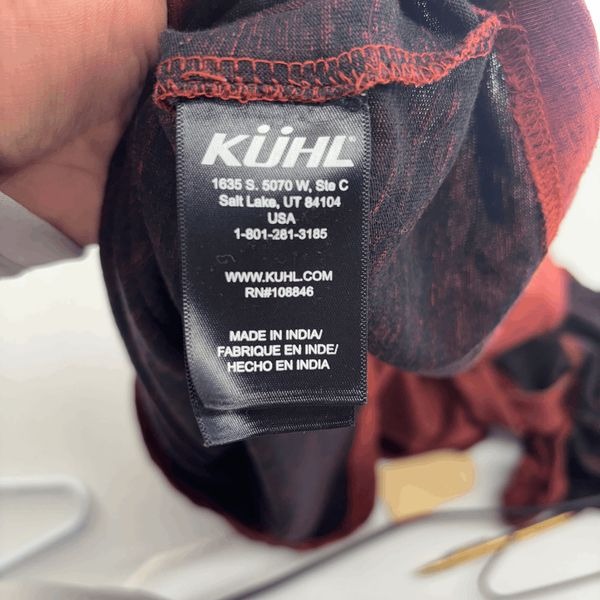 KÜHL
1635 S. 5070 W, Ste C
Salt Lake, UT 84104
USA
1-801-281-3185
WWW.KUHL.COM
RN#108846
MADE IN INDIA/
FABRIQUE EN INDE/
HECHO EN INDIA